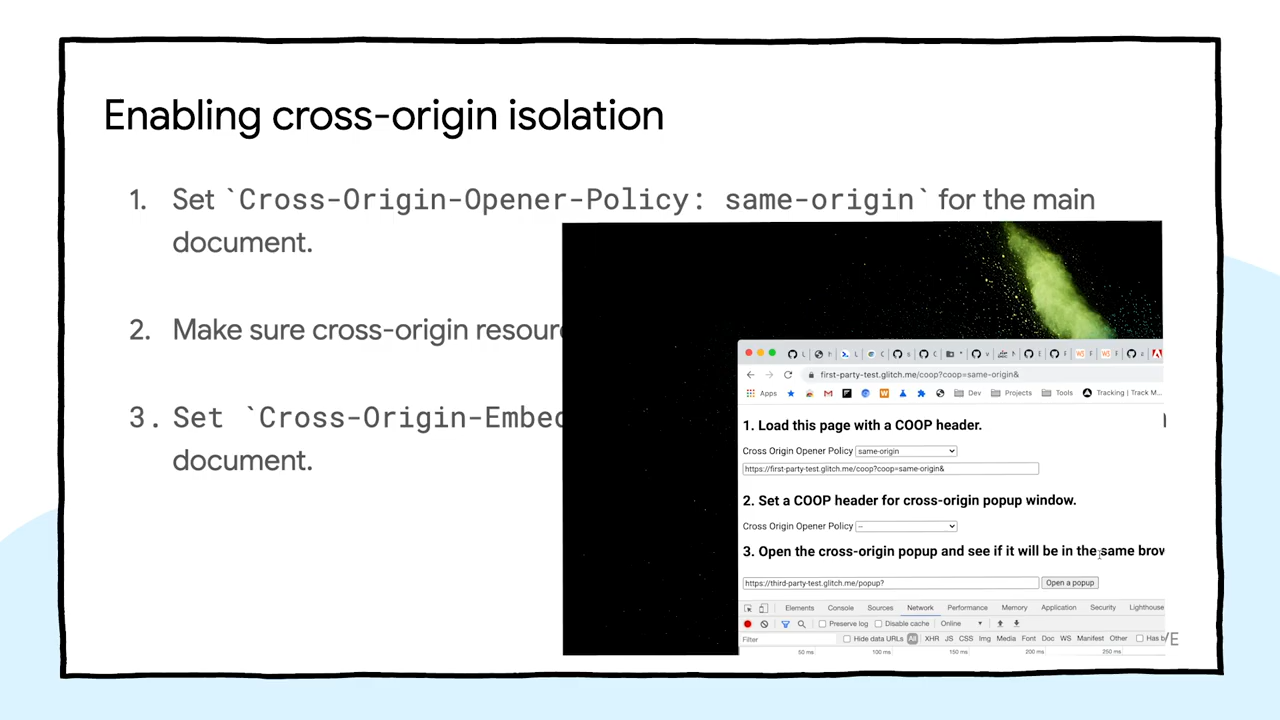 Enabling cross-origin isolation
1. Set `Cross-Origin-Opener-Policy: same-origin` for the main
document.
2. Make sure cross-origin
3. Set `Cross-Origin-
document.
first-party-test.glitch.me/coop?coop=same-origin&
Apps Dev Projects Tools Tracking | Track M...
1. Load this page with a COOP header.
Cross Origin Opener Policy same-origin
https://first-party-test.glitch.me/coop?coop=same-origin&
2. Set a COOP header for cross-origin popup window.
Cross Origin Opener Policy --
3. Open the cross-origin popup and see if it will be in the same
https://third-party-test.glitch.me/popup? Open a popup
Elements Console Sources Network Performance Memory Application Security Lighthouse
Preserve log Disable cache Online
Filter Hide data URLs All XHR JS CSS Img Media Font Doc WS Manifest Other
50 ms 100 ms 150 ms 200 ms 250 ms